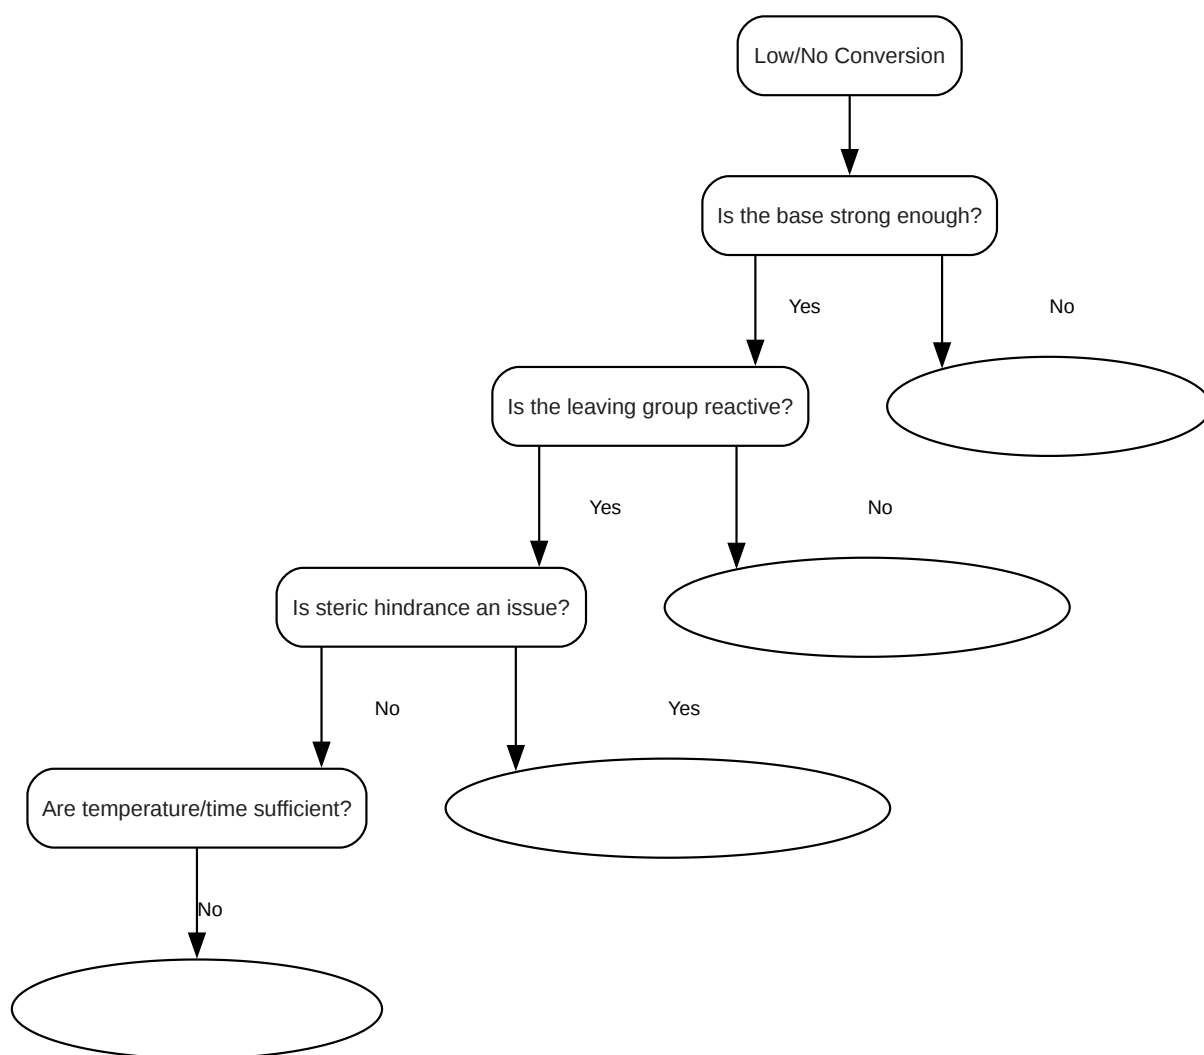 Low/No Conversion
Is the base strong enough?
Yes
No
Is the leaving group reactive?
Yes
No
Is steric hindrance an issue?
No
Yes
Are temperature/time sufficient?
No